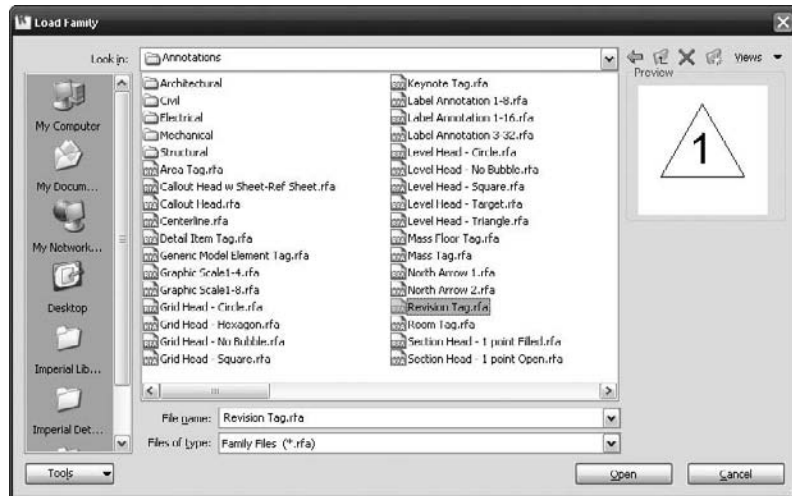 Load Family
Look in:
Annotations
Views
Preview
1
My Computer
My Docum...
My Network...
Desktop
Imperial Lib...
Imperial Det...
Architectural
Civil
Electrical
Mechanical
Structural
Area Tag.rfa
Callout Head w Sheet-Ref Sheet.rfa
Callout Head.rfa
Centerline.rfa
Detail Item Tag.rfa
Generic Model Element Tag.rfa
Graphic Scale1-4.rfa
Graphic Scale1-8.rfa
Grid Head - Circle.rfa
Grid Head - Hexagon.rfa
Grid Head - No Bubble.rfa
Grid Head - Square.rfa
Keynote Tag.rfa
Label Annotation 1-8.rfa
Label Annotation 1-16.rfa
Label Annotation 3-32.rfa
Level Head - Circle.rfa
Level Head - No Bubble.rfa
Level Head - Square.rfa
Level Head - Target.rfa
Level Head - Triangle.rfa
Mass Floor Tag.rfa
Mass Tag.rfa
North Arrow 1.rfa
North Arrow 2.rfa
Revision Tag.rfa
Room Tag.rfa
Section Head - 1 point Filled.rfa
Section Head - 1 point Open.rfa
File name: Revision Tag.rfa
Files of type: Family Files (*.rfa)
Tools
Open
Cancel